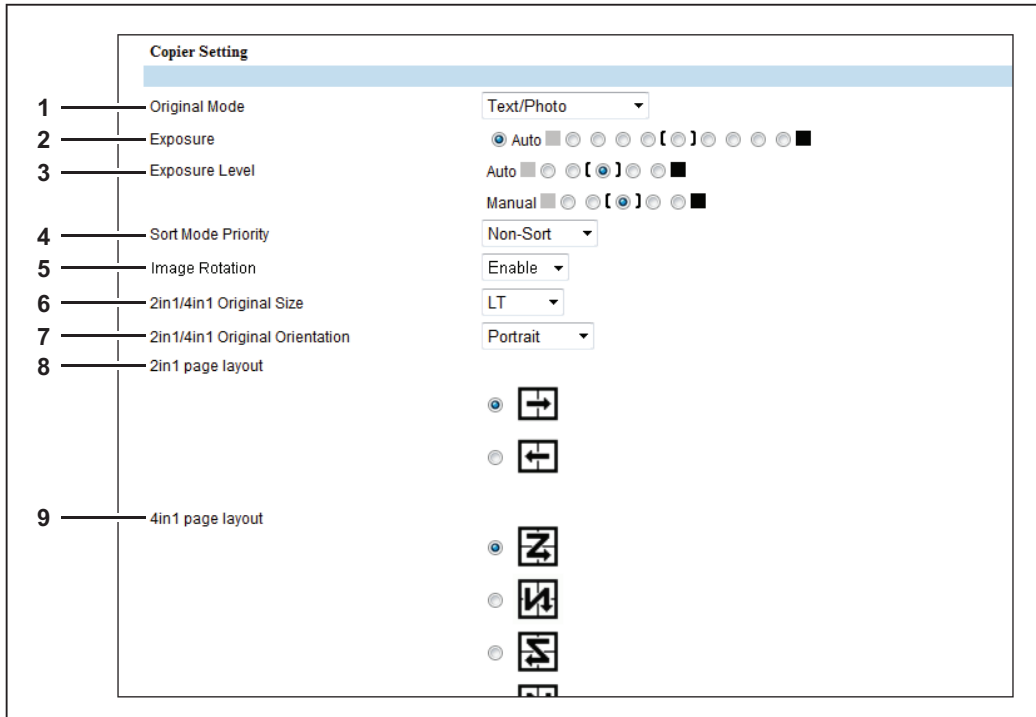 Copier Setting
1 Original Mode Text/Photo
2 Exposure Auto
3 Exposure Level Auto
Manual
4 Sort Mode Priority Non-Sort
5 Image Rotation Enable
6 2in1/4in1 Original Size LT
7 2in1/4in1 Original Orientation Portrait
8 2in1 page layout
9 4in1 page layout